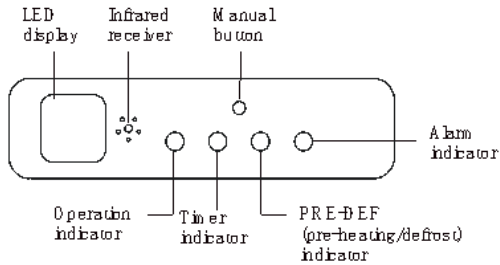 LED
display
Infrared
receiver
Manual
button
Alarm
indicator
Operation
indicator
Timer
indicator
PRE-DEF
(pre-heating/defrost)
indicator